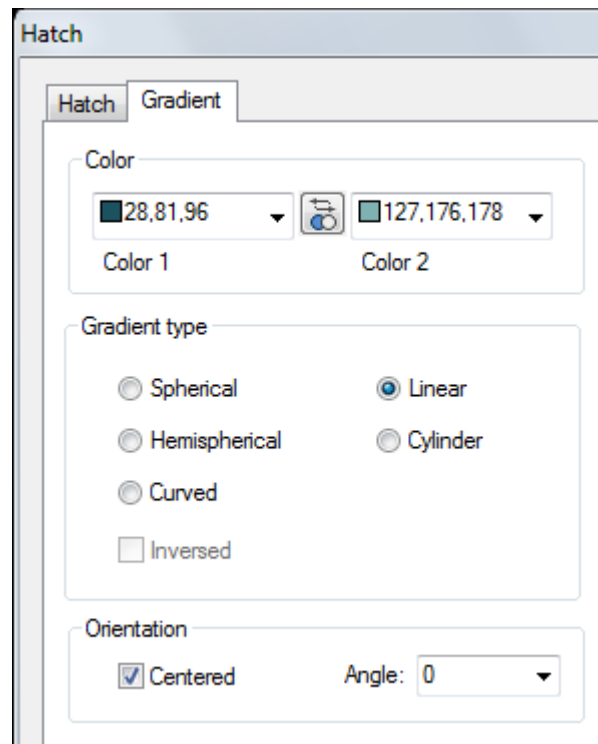 Hatch
Hatch Gradient
Color
28,81,96 127,176,178
Color 1 Color 2
Gradient type
Spherical Linear
Hemispherical Cylinder
Curved
Inversed
Orientation
Centered Angle: 0